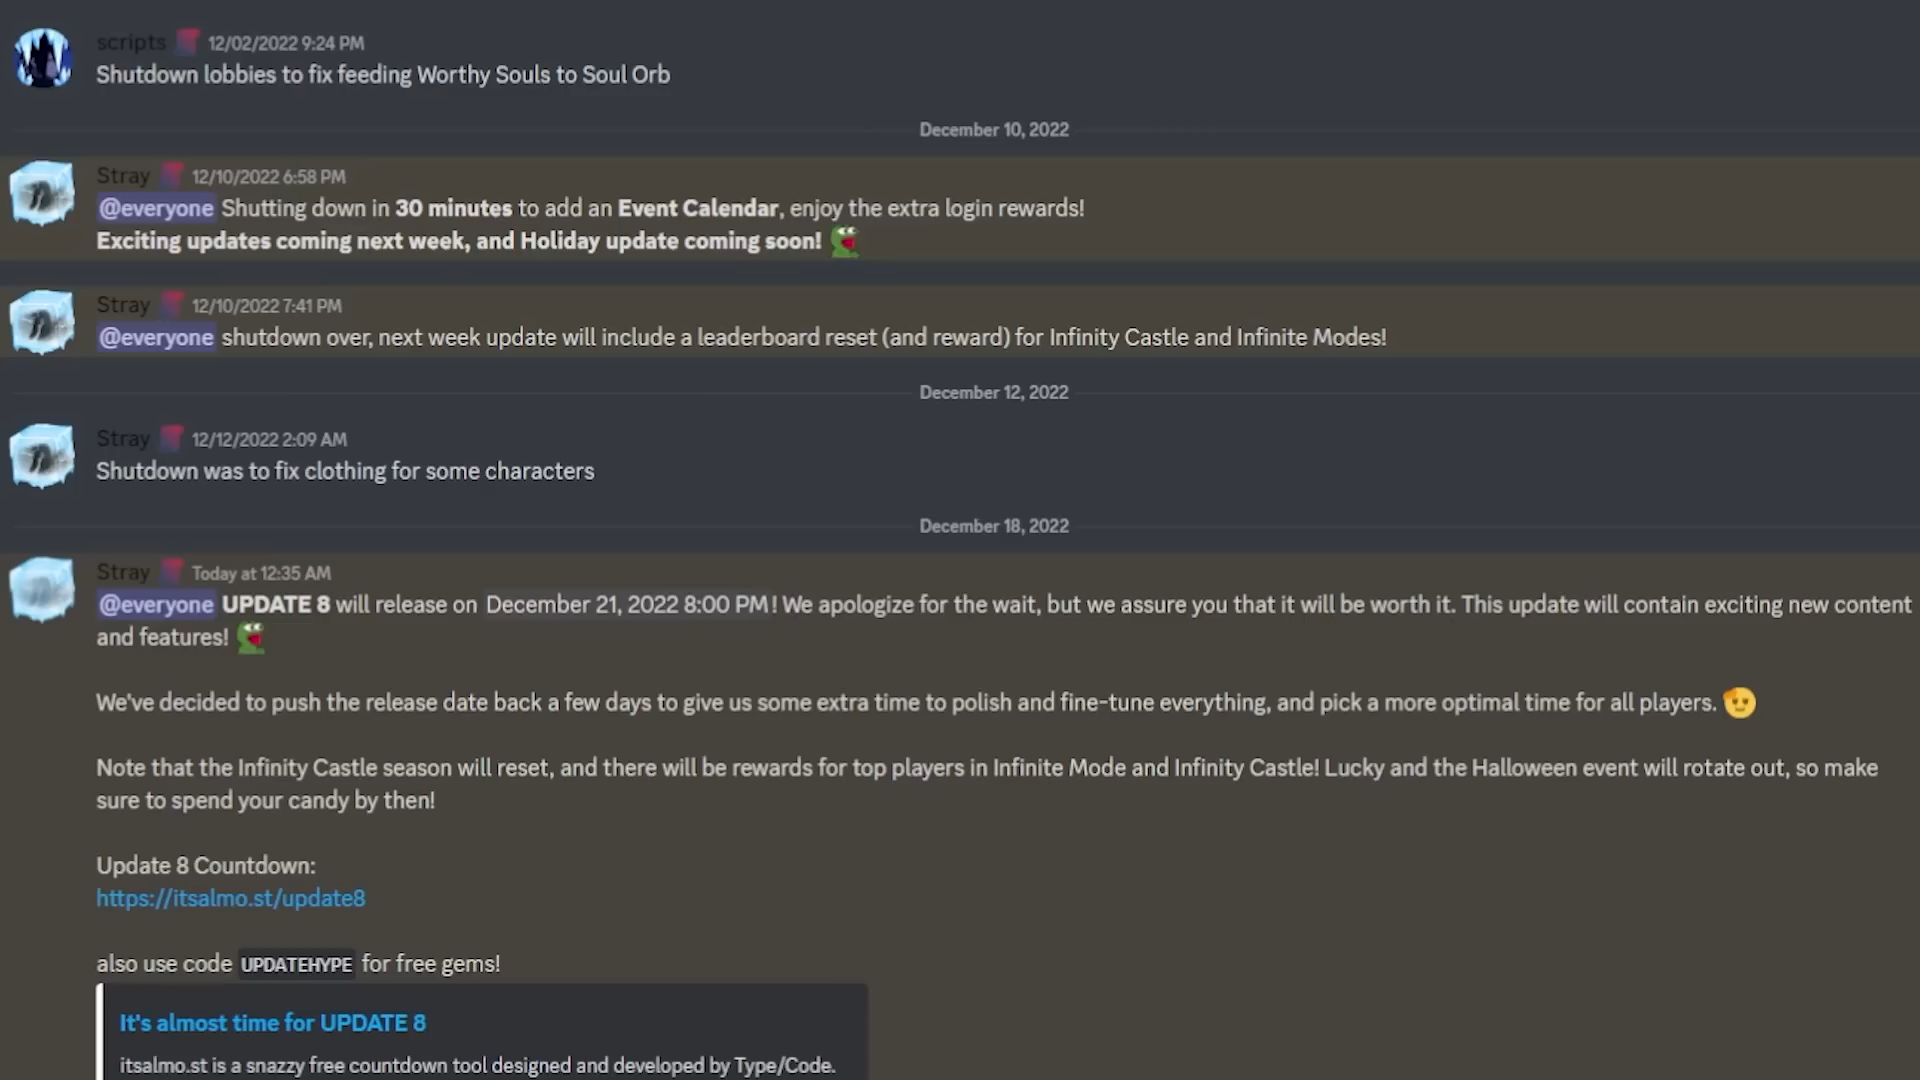 scripts 12/02/2022 9:24 PM
Shutdown lobbies to fix feeding Worthy Souls to Soul Orb
December 10, 2022
Stray 12/10/2022 6:58 PM
@everyone Shutting down in 30 minutes to add an Event Calendar, enjoy the extra login rewards!
Exciting updates coming next week, and Holiday update coming soon!
Stray 12/10/2022 7:41 PM
@everyone shutdown over, next week update will include a leaderboard reset (and reward) for Infinity Castle and Infinite Modes!
December 12, 2022
Stray 12/12/2022 2:09 AM
Shutdown was to fix clothing for some characters
December 18, 2022
Stray Today at 12:35 AM
@everyone UPDATE 8 will release on December 21, 2022 8:00 PM! We apologize for the wait, but we assure you that it will be worth it. This update will contain exciting new content
and features!
We've decided to push the release date back a few days to give us some extra time to polish and fine-tune everything, and pick a more optimal time for all players.
Note that the Infinity Castle season will reset, and there will be rewards for top players in Infinite Mode and Infinity Castle! Lucky and the Halloween event will rotate out, so make
sure to spend your candy by then!
Update 8 Countdown:
https://itsalmo.st/update8
also use code UPDATEHYPE for free gems!
It's almost time for UPDATE 8
itsalmo.st is a snazzy free countdown tool designed and developed by Type/Code.